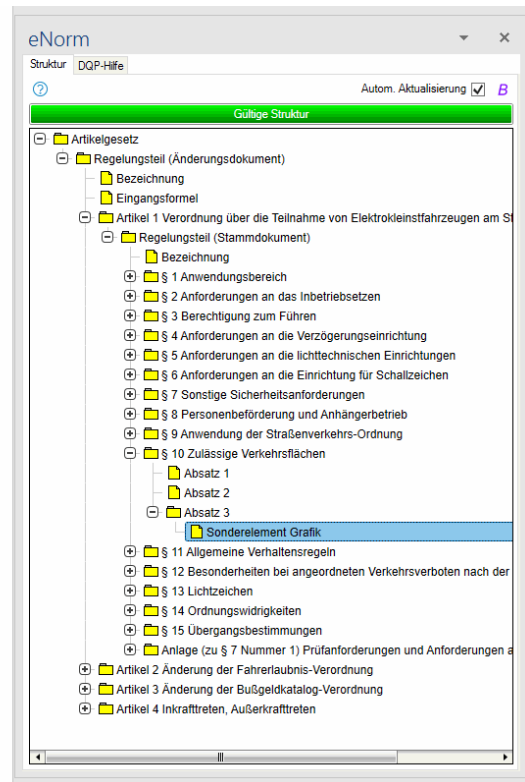 eNorm
Struktur DQP-Hilfe
Autom. Aktualisierung B
Gültige Struktur
Artikelgesetz
Regelungsteil (Änderungsdokument)
Bezeichnung
Eingangsformel
Artikel 1 Verordnung über die Teilnahme von Elektrokleinstfahrzeugen am St
Regelungsteil (Stammdokument)
Bezeichnung
§ 1 Anwendungsbereich
§ 2 Anforderungen an das Inbetriebsetzen
§ 3 Berechtigung zum Führen
§ 4 Anforderungen an die Verzögerungseinrichtung
§ 5 Anforderungen an die lichttechnischen Einrichtungen
§ 6 Anforderungen an die Einrichtung für Schallzeichen
§ 7 Sonstige Sicherheitsanforderungen
§ 8 Personenbeförderung und Anhängerbetrieb
§ 9 Anwendung der Straßenverkehrs-Ordnung
§ 10 Zulässige Verkehrsflächen
Absatz 1
Absatz 2
Absatz 3
Sonderelement Grafik
§ 11 Allgemeine Verhaltensregeln
§ 12 Besonderheiten bei angeordneten Verkehrsverboten nach der
§ 13 Lichtzeichen
§ 14 Ordnungswidrigkeiten
§ 15 Übergangsbestimmungen
Anlage (zu § 7 Nummer 1) Prüfanforderungen und Anforderungen a
Artikel 2 Änderung der Fahrerlaubnis-Verordnung
Artikel 3 Änderung der Bußgeldkatalog-Verordnung
Artikel 4 Inkrafttreten, Außerkrafttreten